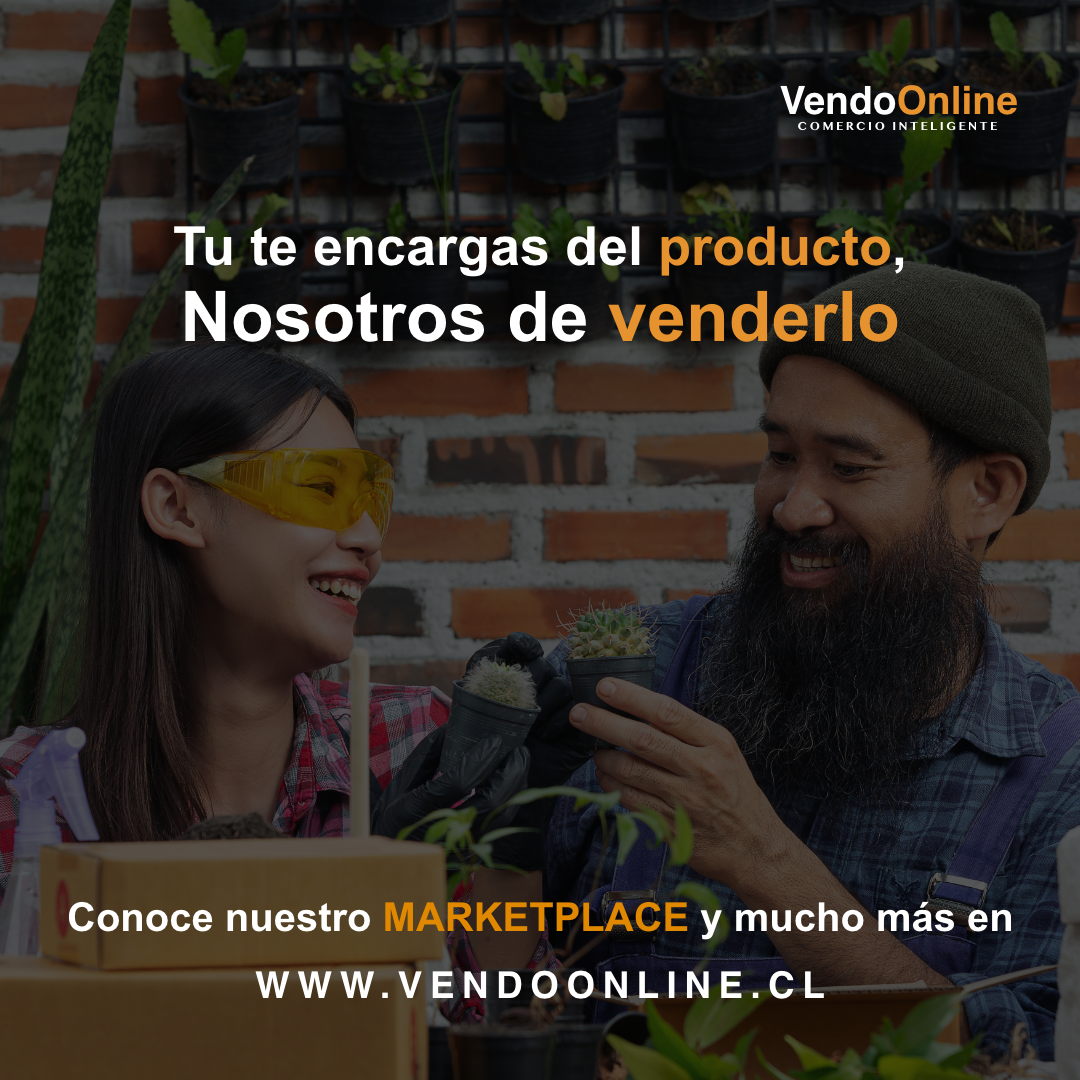 VendoOnline
COMERCIO INTELIGENTE
Tu te encargas del producto,
Nosotros de venderlo
Conoce nuestro MARKETPLACE y mucho más en
WWW.VENDOONLINE.CL